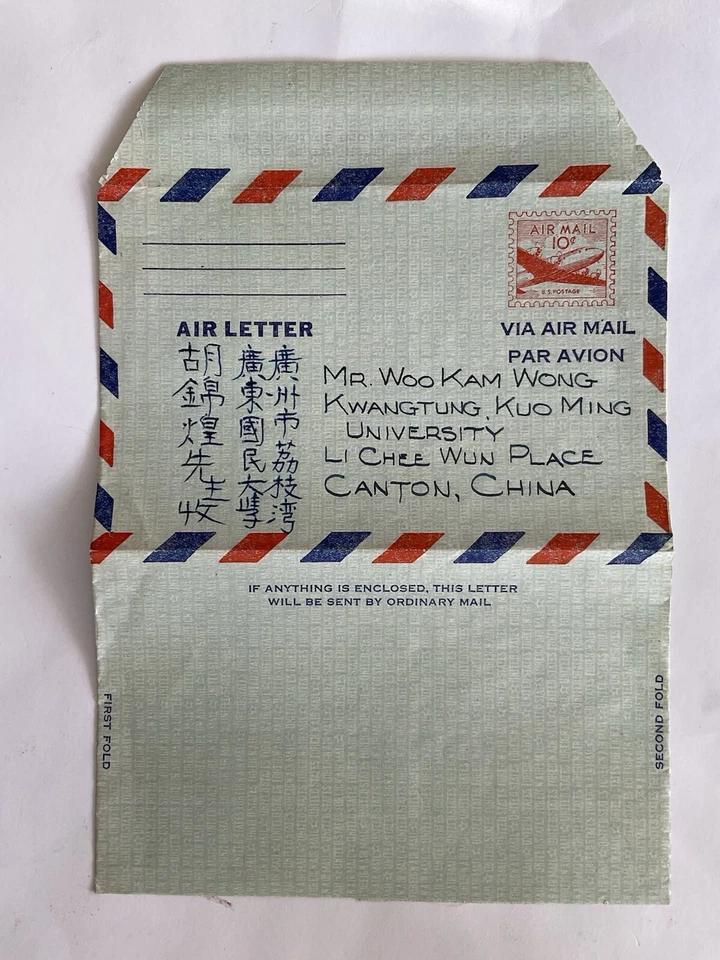 AIR MAIL
10¢
U.S. POSTAGE
AIR LETTER
VIA AIR MAIL
PAR AVION
廣州市荔枝湾
廣東國民大學
胡錦煌先生收
MR. WOO KAM WONG
KWANGTUNG, KUO MING
UNIVERSITY
LI CHEE WUN PLACE
CANTON, CHINA
IF ANYTHING IS ENCLOSED, THIS LETTER
WILL BE SENT BY ORDINARY MAIL
FIRST FOLD
SECOND FOLD